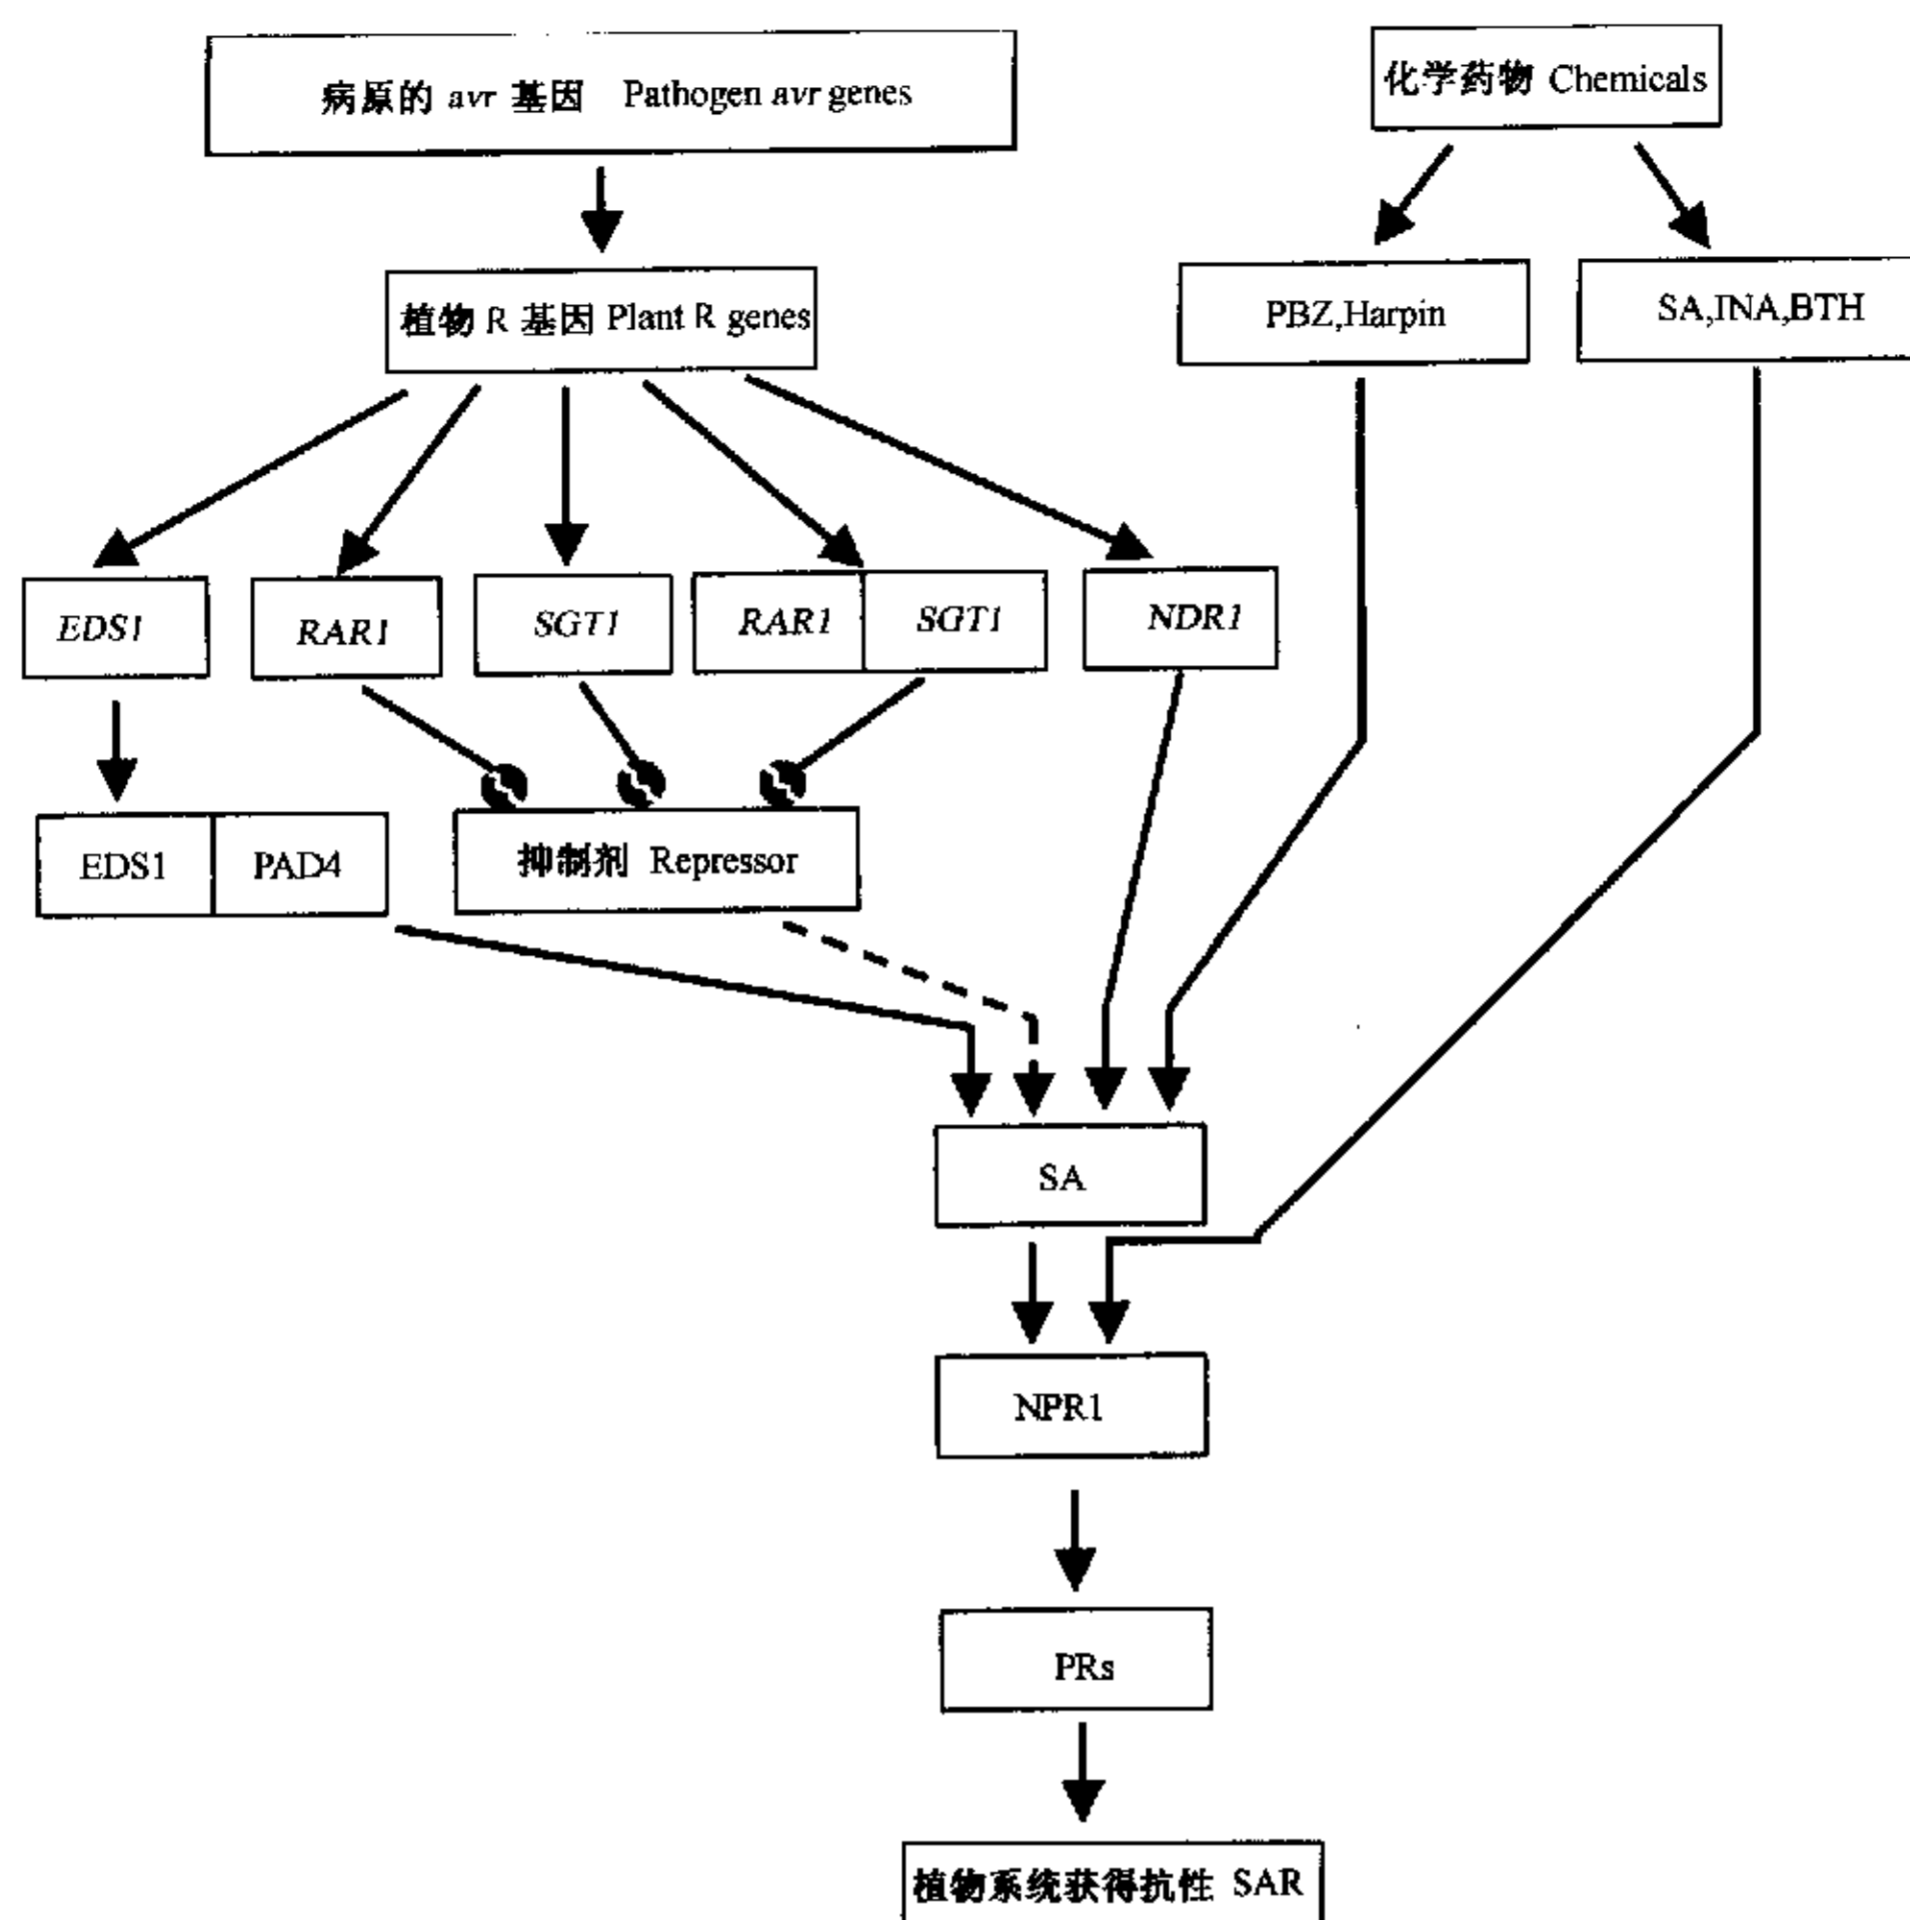 病原的 avr 基因 Pathogen avr genes
化学药物 Chemicals
植物 R 基因 Plant R genes
PBZ,Harpin
SA,INA,BTH
EDS1
RAR1
SGT1
RAR1
SGT1
NDR1
EDS1
PAD4
抑制剂 Repressor
SA
NPR1
PRs
植物系统获得抗性 SAR